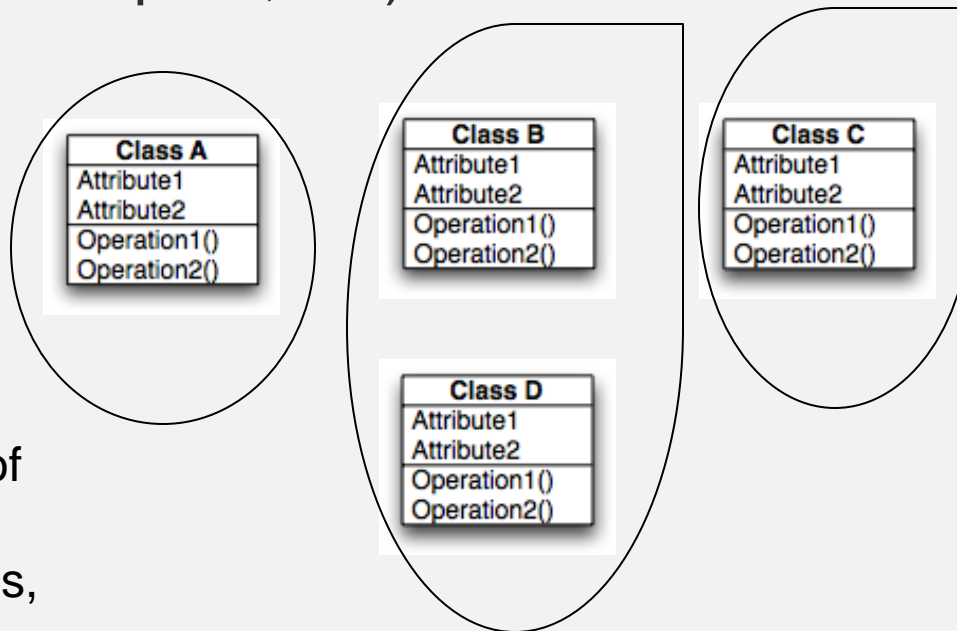 Class A
Attribute1
Attribute2
Operation1()
Operation2()
Class B
Attribute1
Attribute2
Operation1()
Operation2()
Class C
Attribute1
Attribute2
Operation1()
Operation2()
Class D
Attribute1
Attribute2
Operation1()
Operation2()
of
s,